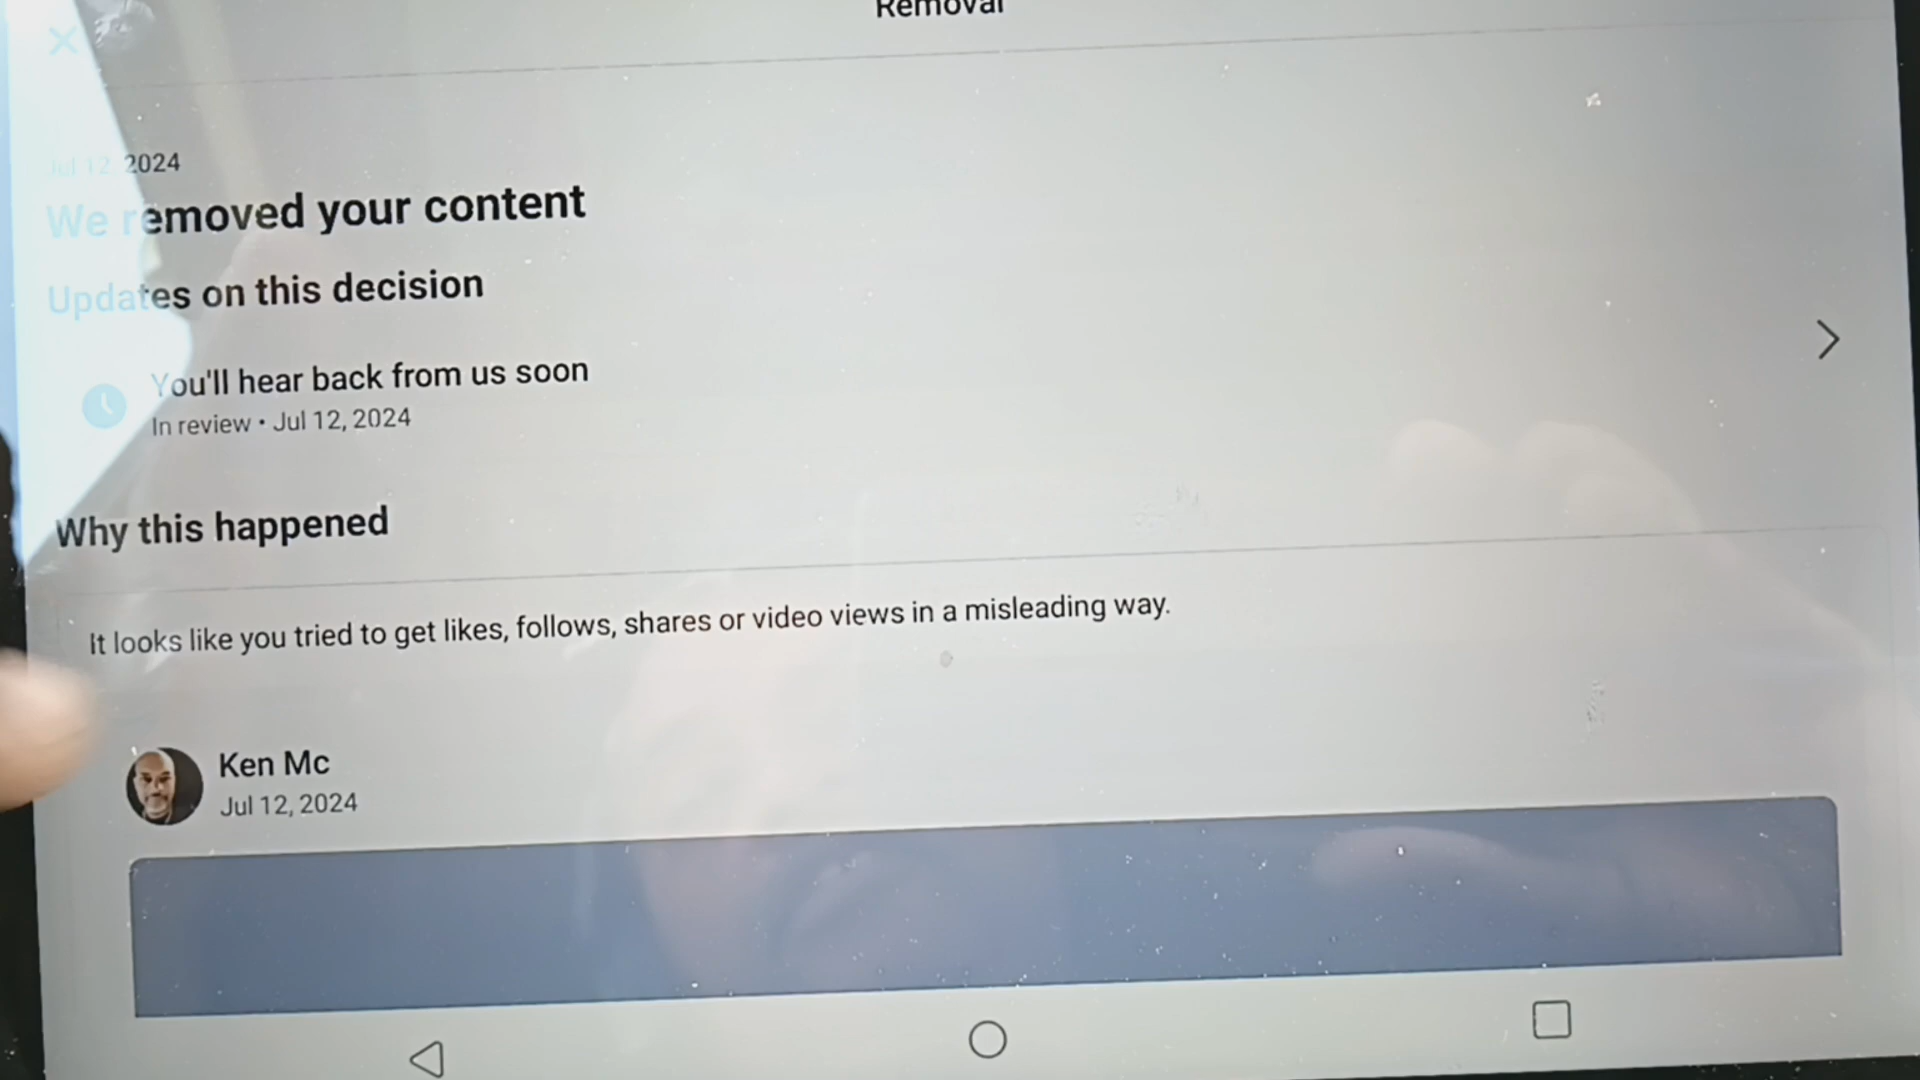 Removal
Jul 12, 2024
We removed your content
Updates on this decision
You'll hear back from us soon
In review • Jul 12, 2024
Why this happened
It looks like you tried to get likes, follows, shares or video views in a misleading way.
Ken Mc
Jul 12, 2024